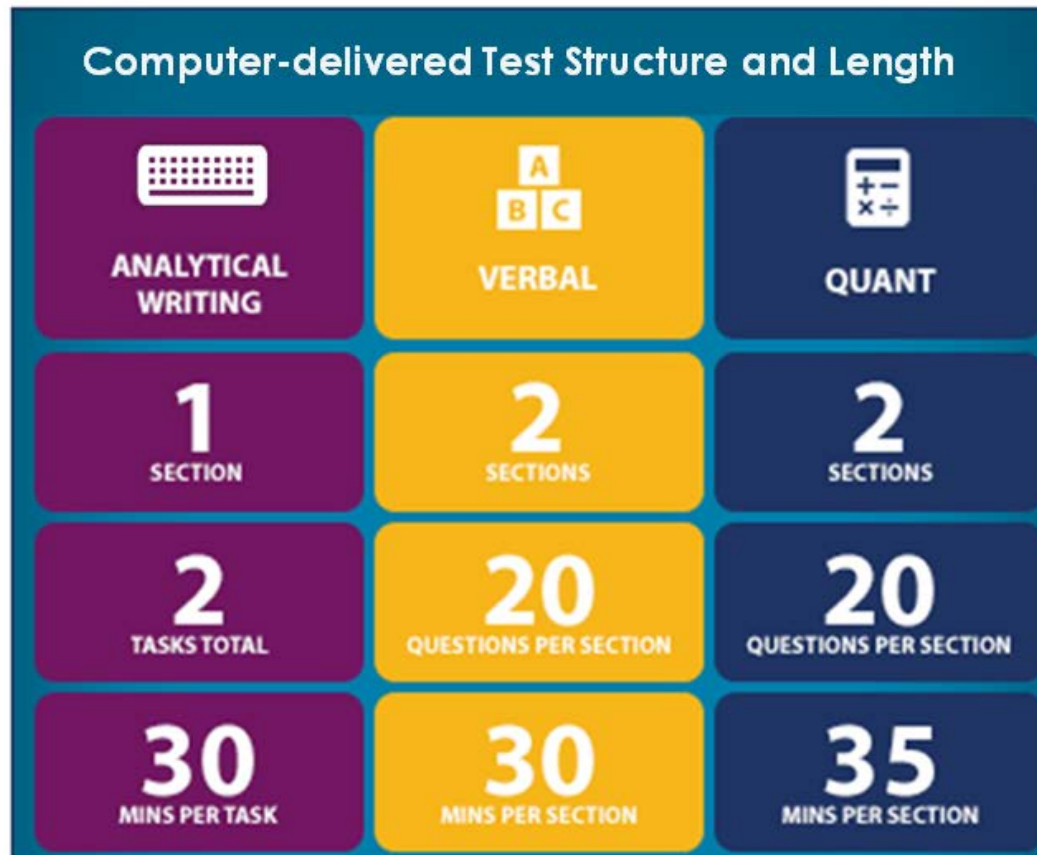 Computer-delivered Test Structure and Length
A
B C
ANALYTICAL
WRITING
VERBAL
+ −
× ÷
QUANT
1
SECTION
2
SECTIONS
2
SECTIONS
2
TASKS TOTAL
20
QUESTIONS PER SECTION
20
QUESTIONS PER SECTION
30
MINS PER TASK
30
MINS PER SECTION
35
MINS PER SECTION